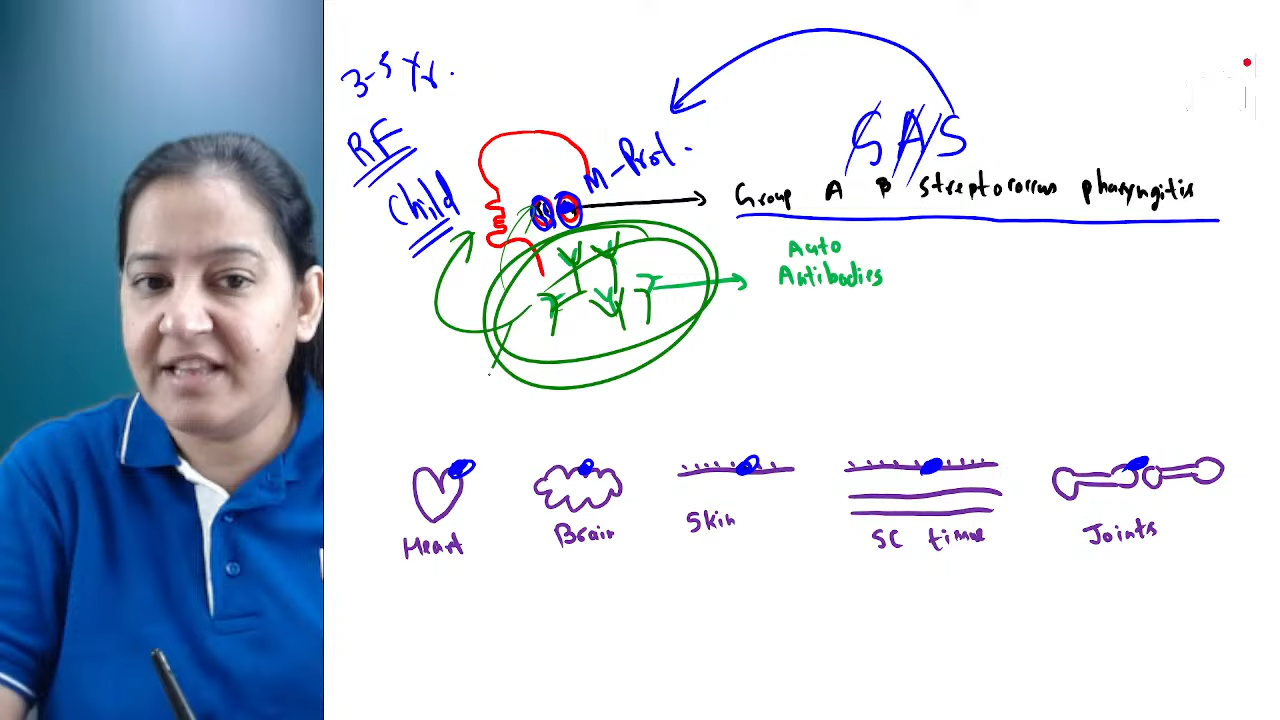 3-5 Yr.
RF
Child
M-Prot.
GAS
Group A β streptococcus pharyngitis
Auto
Antibodies
Heart
Brain
Skin
SC tissue
Joints